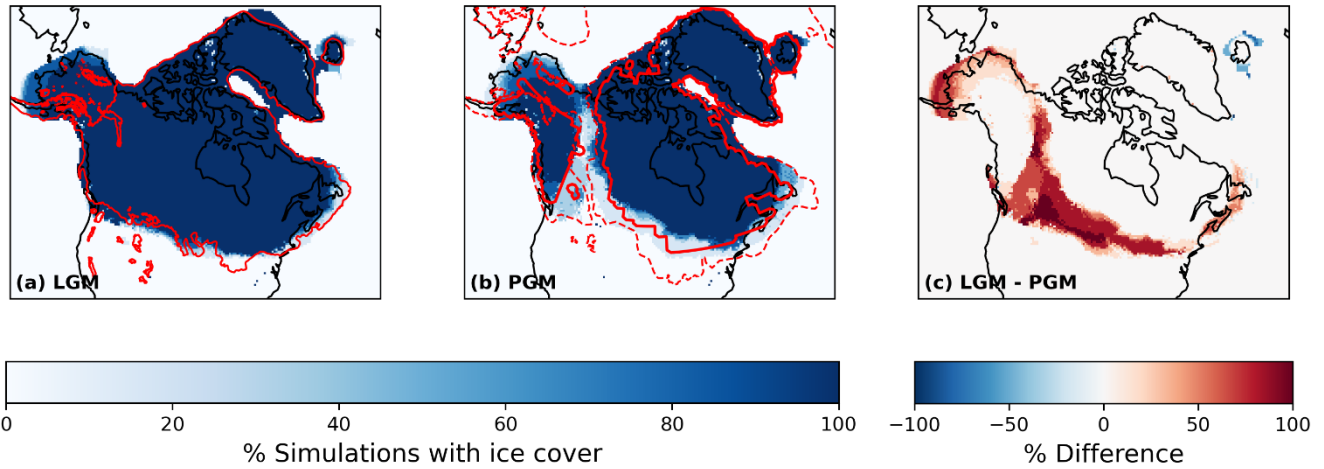 (a) LGM
(b) PGM
(c) LGM - PGM
0 20 40 60 80 100
% Simulations with ice cover
−100 −50 0 50 100
% Difference